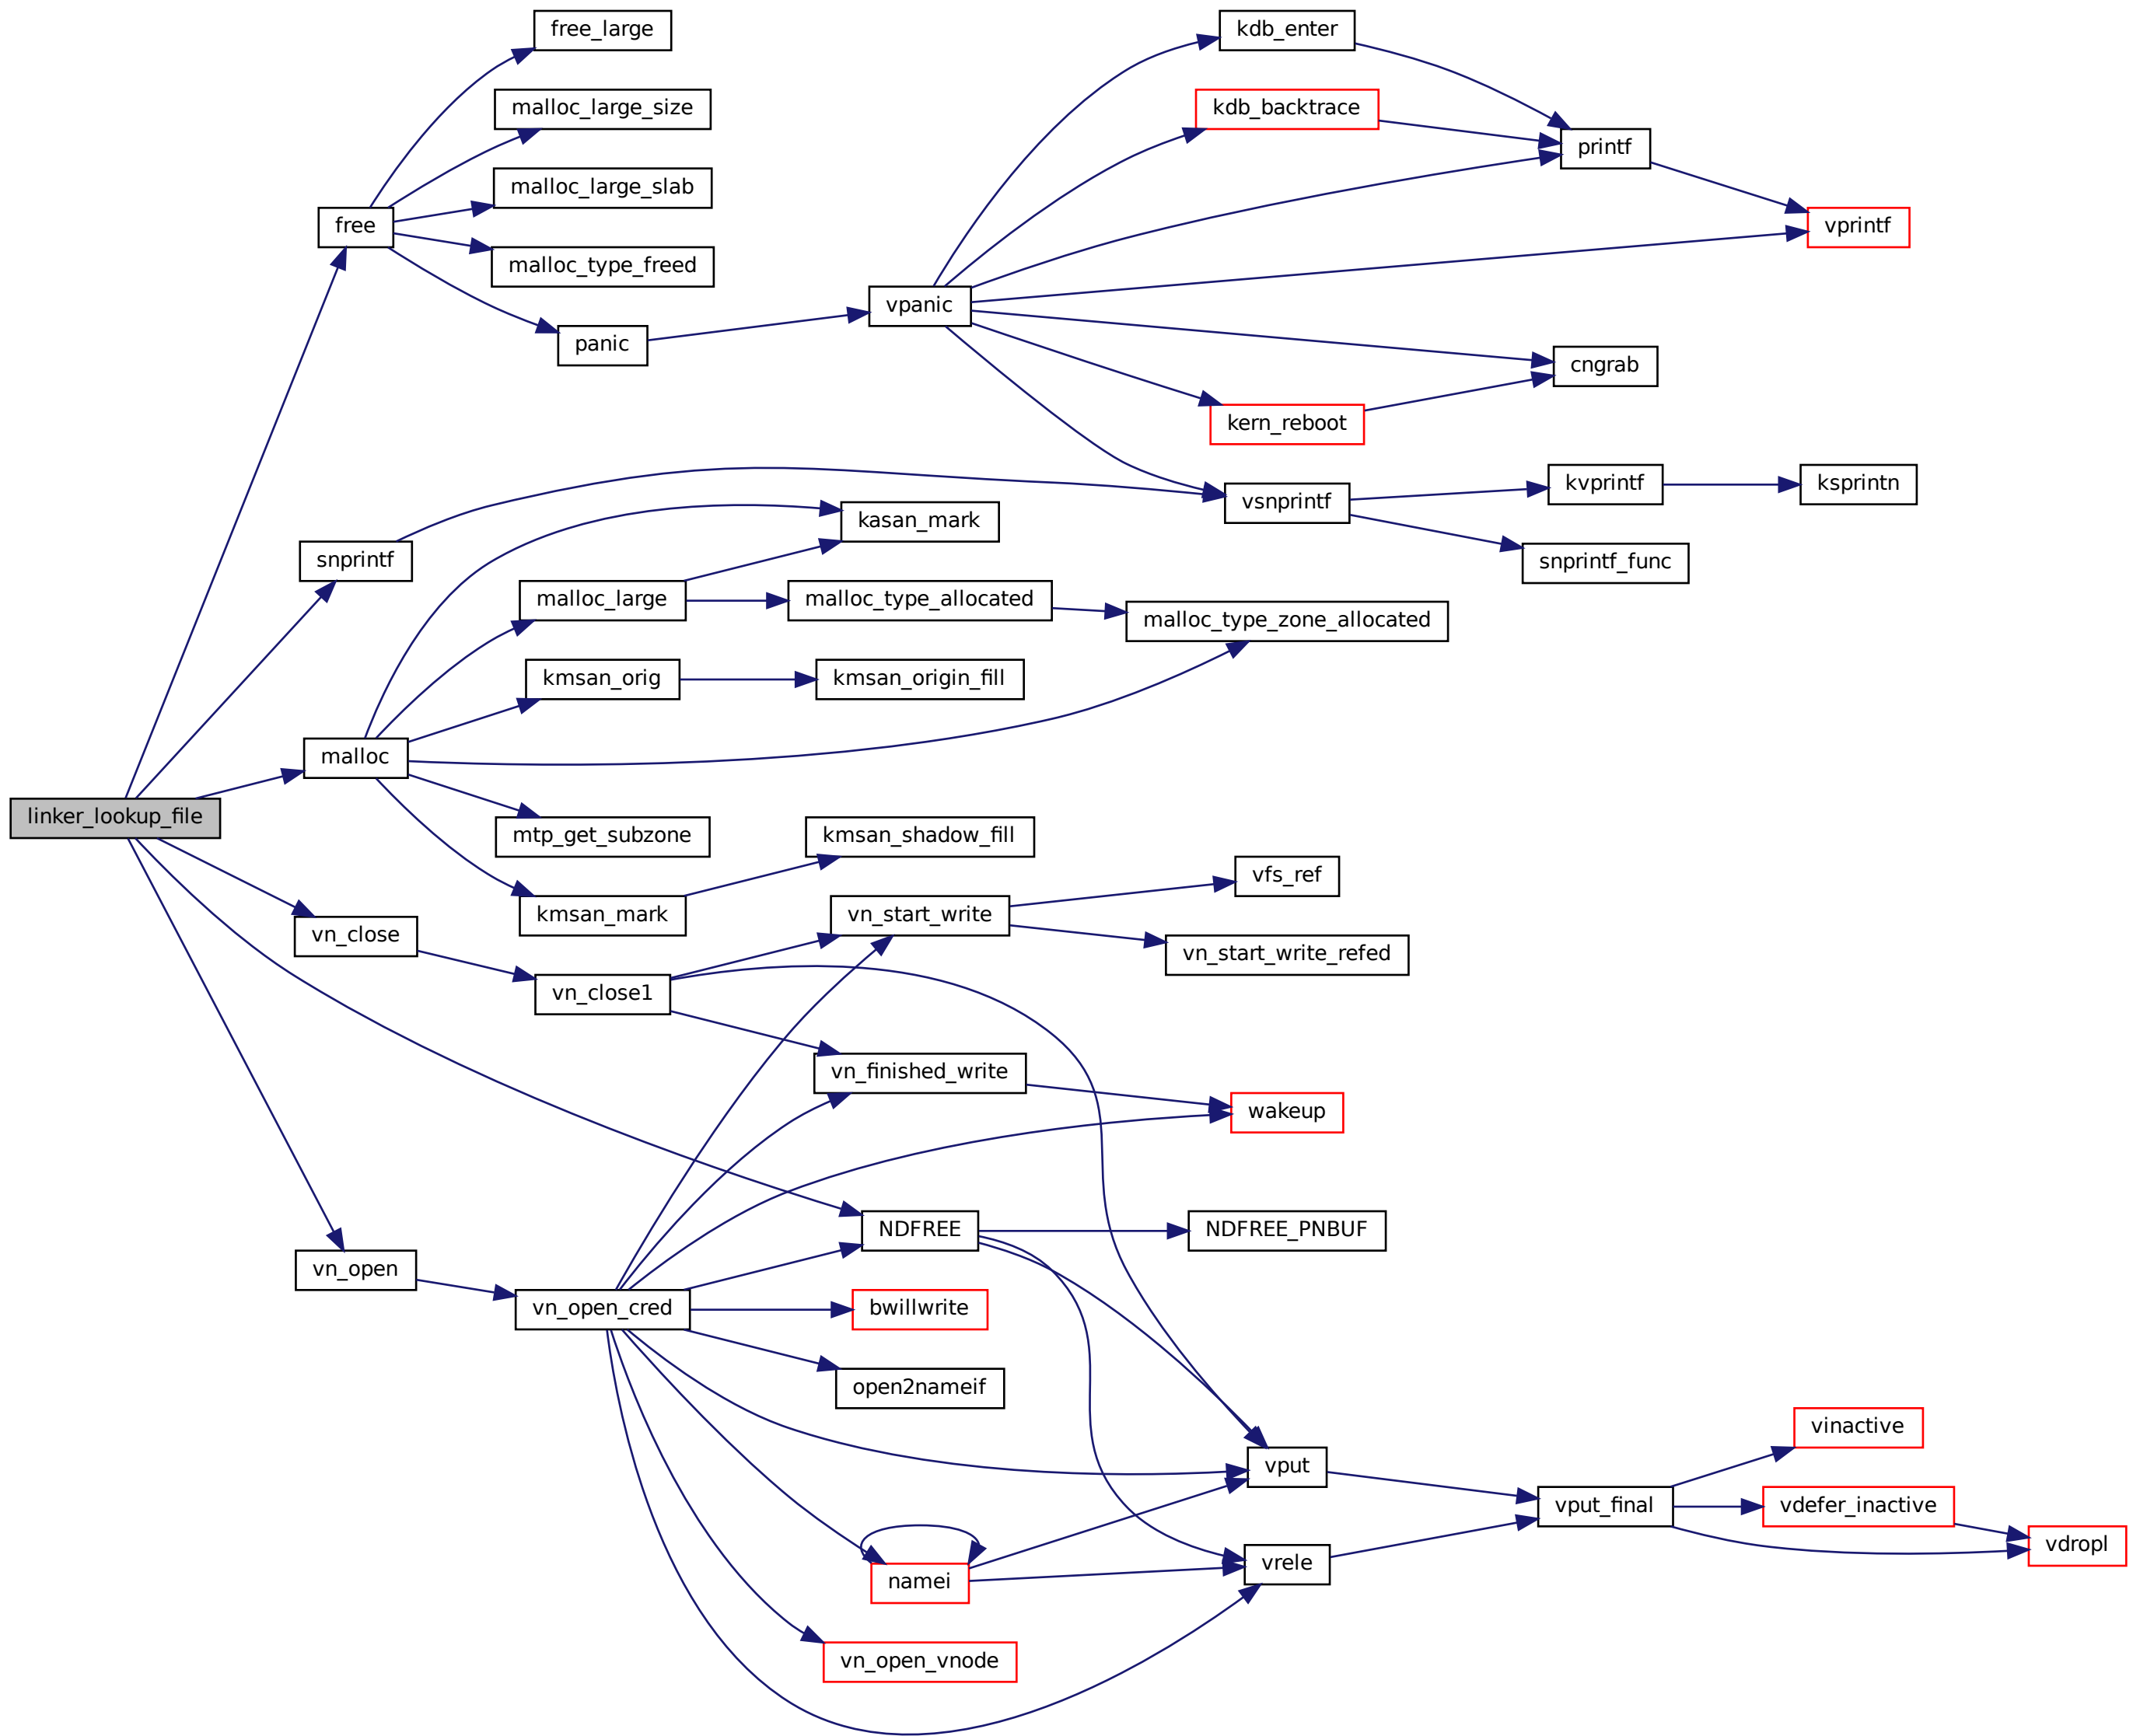 free_large
kdb_enter
malloc_large_size
kdb_backtrace
printf
malloc_large_slab
free
vprintf
malloc_type_freed
vpanic
panic
cngrab
kern_reboot
vsnprintf
kvprintf
ksprintn
kasan_mark
snprintf
snprintf_func
malloc_large
malloc_type_allocated
malloc_type_zone_allocated
kmsan_orig
kmsan_origin_fill
malloc
linker_lookup_file
mtp_get_subzone
kmsan_shadow_fill
vfs_ref
kmsan_mark
vn_start_write
vn_close
vn_start_write_refed
vn_close1
vn_finished_write
wakeup
NDFREE
NDFREE_PNBUF
vn_open
vn_open_cred
bwillwrite
open2nameif
vinactive
vput
vput_final
vdefer_inactive
vdropl
vrele
namei
vn_open_vnode